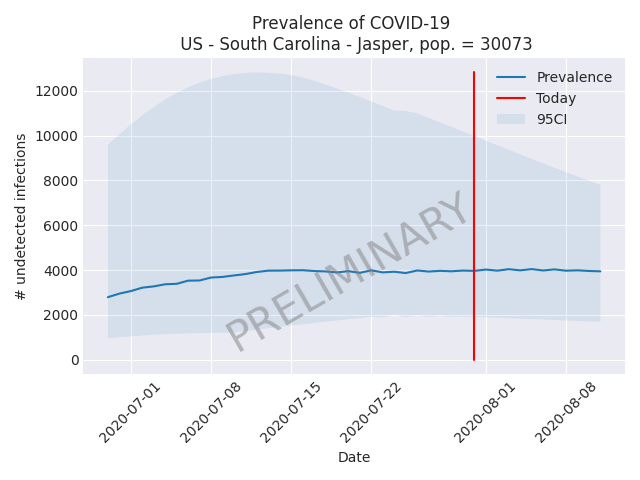 Prevalence of COVID-19
US - South Carolina - Jasper, pop. = 30073
Prevalence
Today
95CI
12000
10000
8000
6000
4000
2000
0
# undetected infections
PRELIMINARY
2020-07-01
2020-07-08
2020-07-15
2020-07-22
2020-08-01
2020-08-08
Date